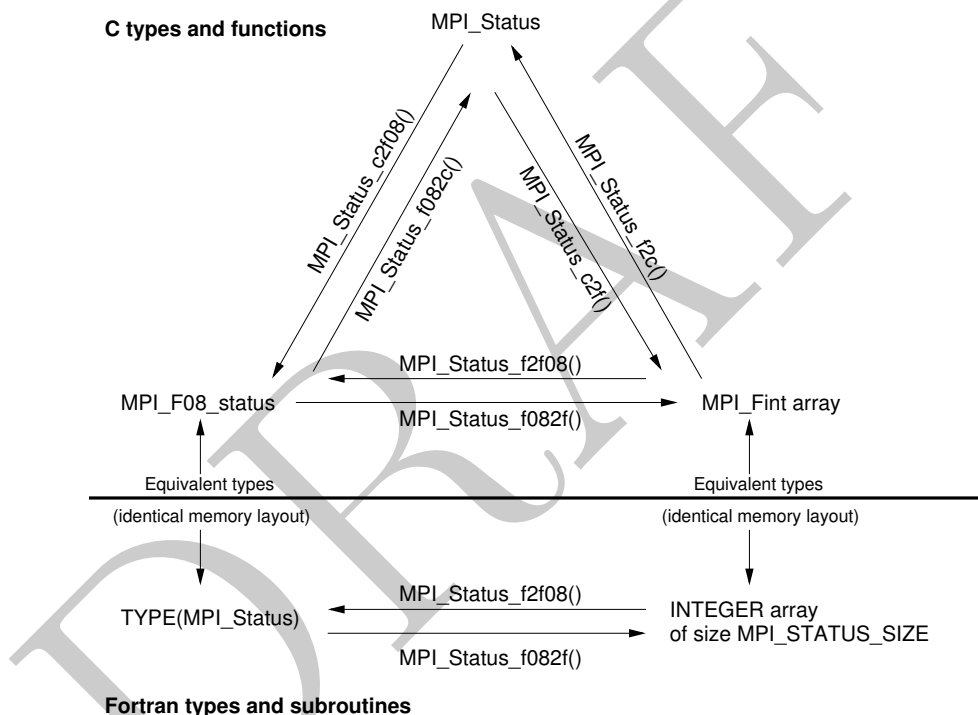 C types and functions
MPI_Status
MPI_Status_c2f08()
MPI_Status_f082c()
MPI_Status_c2f()
MPI_Status_f2c()
MPI_Status_f2f08()
MPI_F08_status
MPI_Fint array
MPI_Status_f082f()
Equivalent types
Equivalent types
(identical memory layout)
(identical memory layout)
MPI_Status_f2f08()
TYPE(MPI_Status)
INTEGER array
of size MPI_STATUS_SIZE
MPI_Status_f082f()
Fortran types and subroutines
DRAF